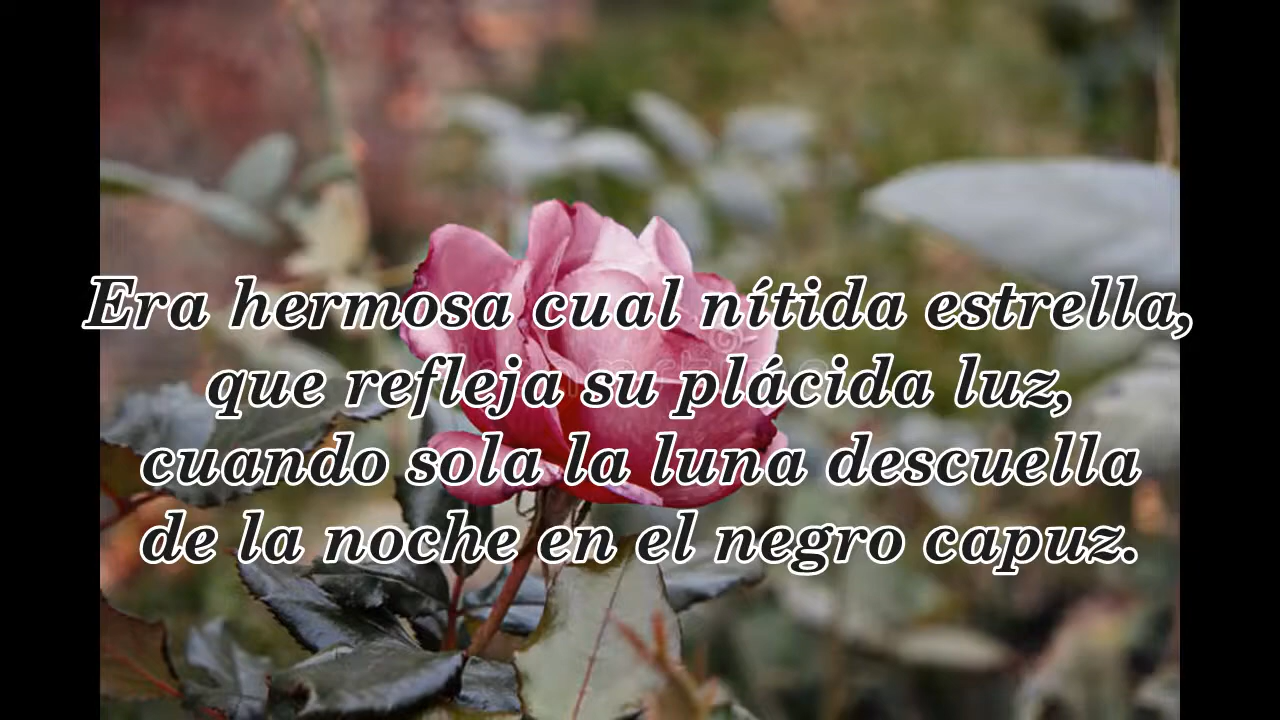 Era hermosa cual nítida estrella,
que refleja su plácida luz,
cuando sola la luna descuella
de la noche en el negro capuz.